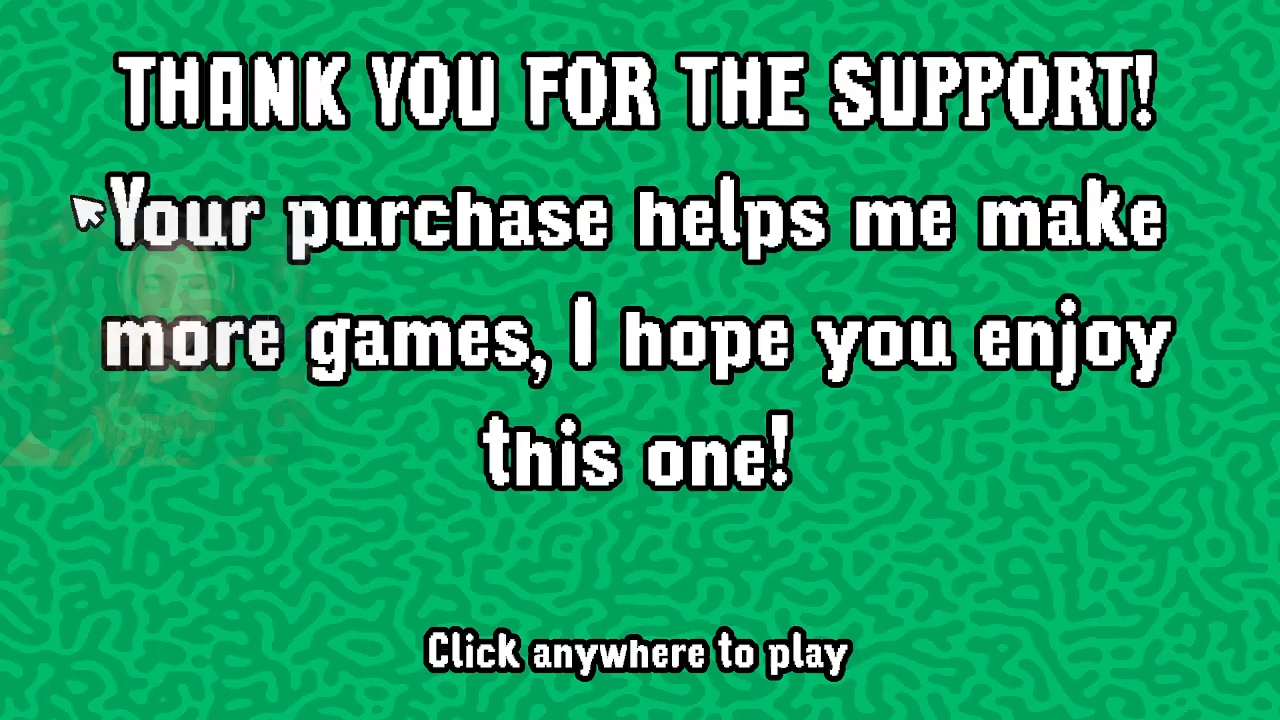 THANK YOU FOR THE SUPPORT!
Your purchase helps me make
more games, I hope you enjoy
this one!
Click anywhere to play